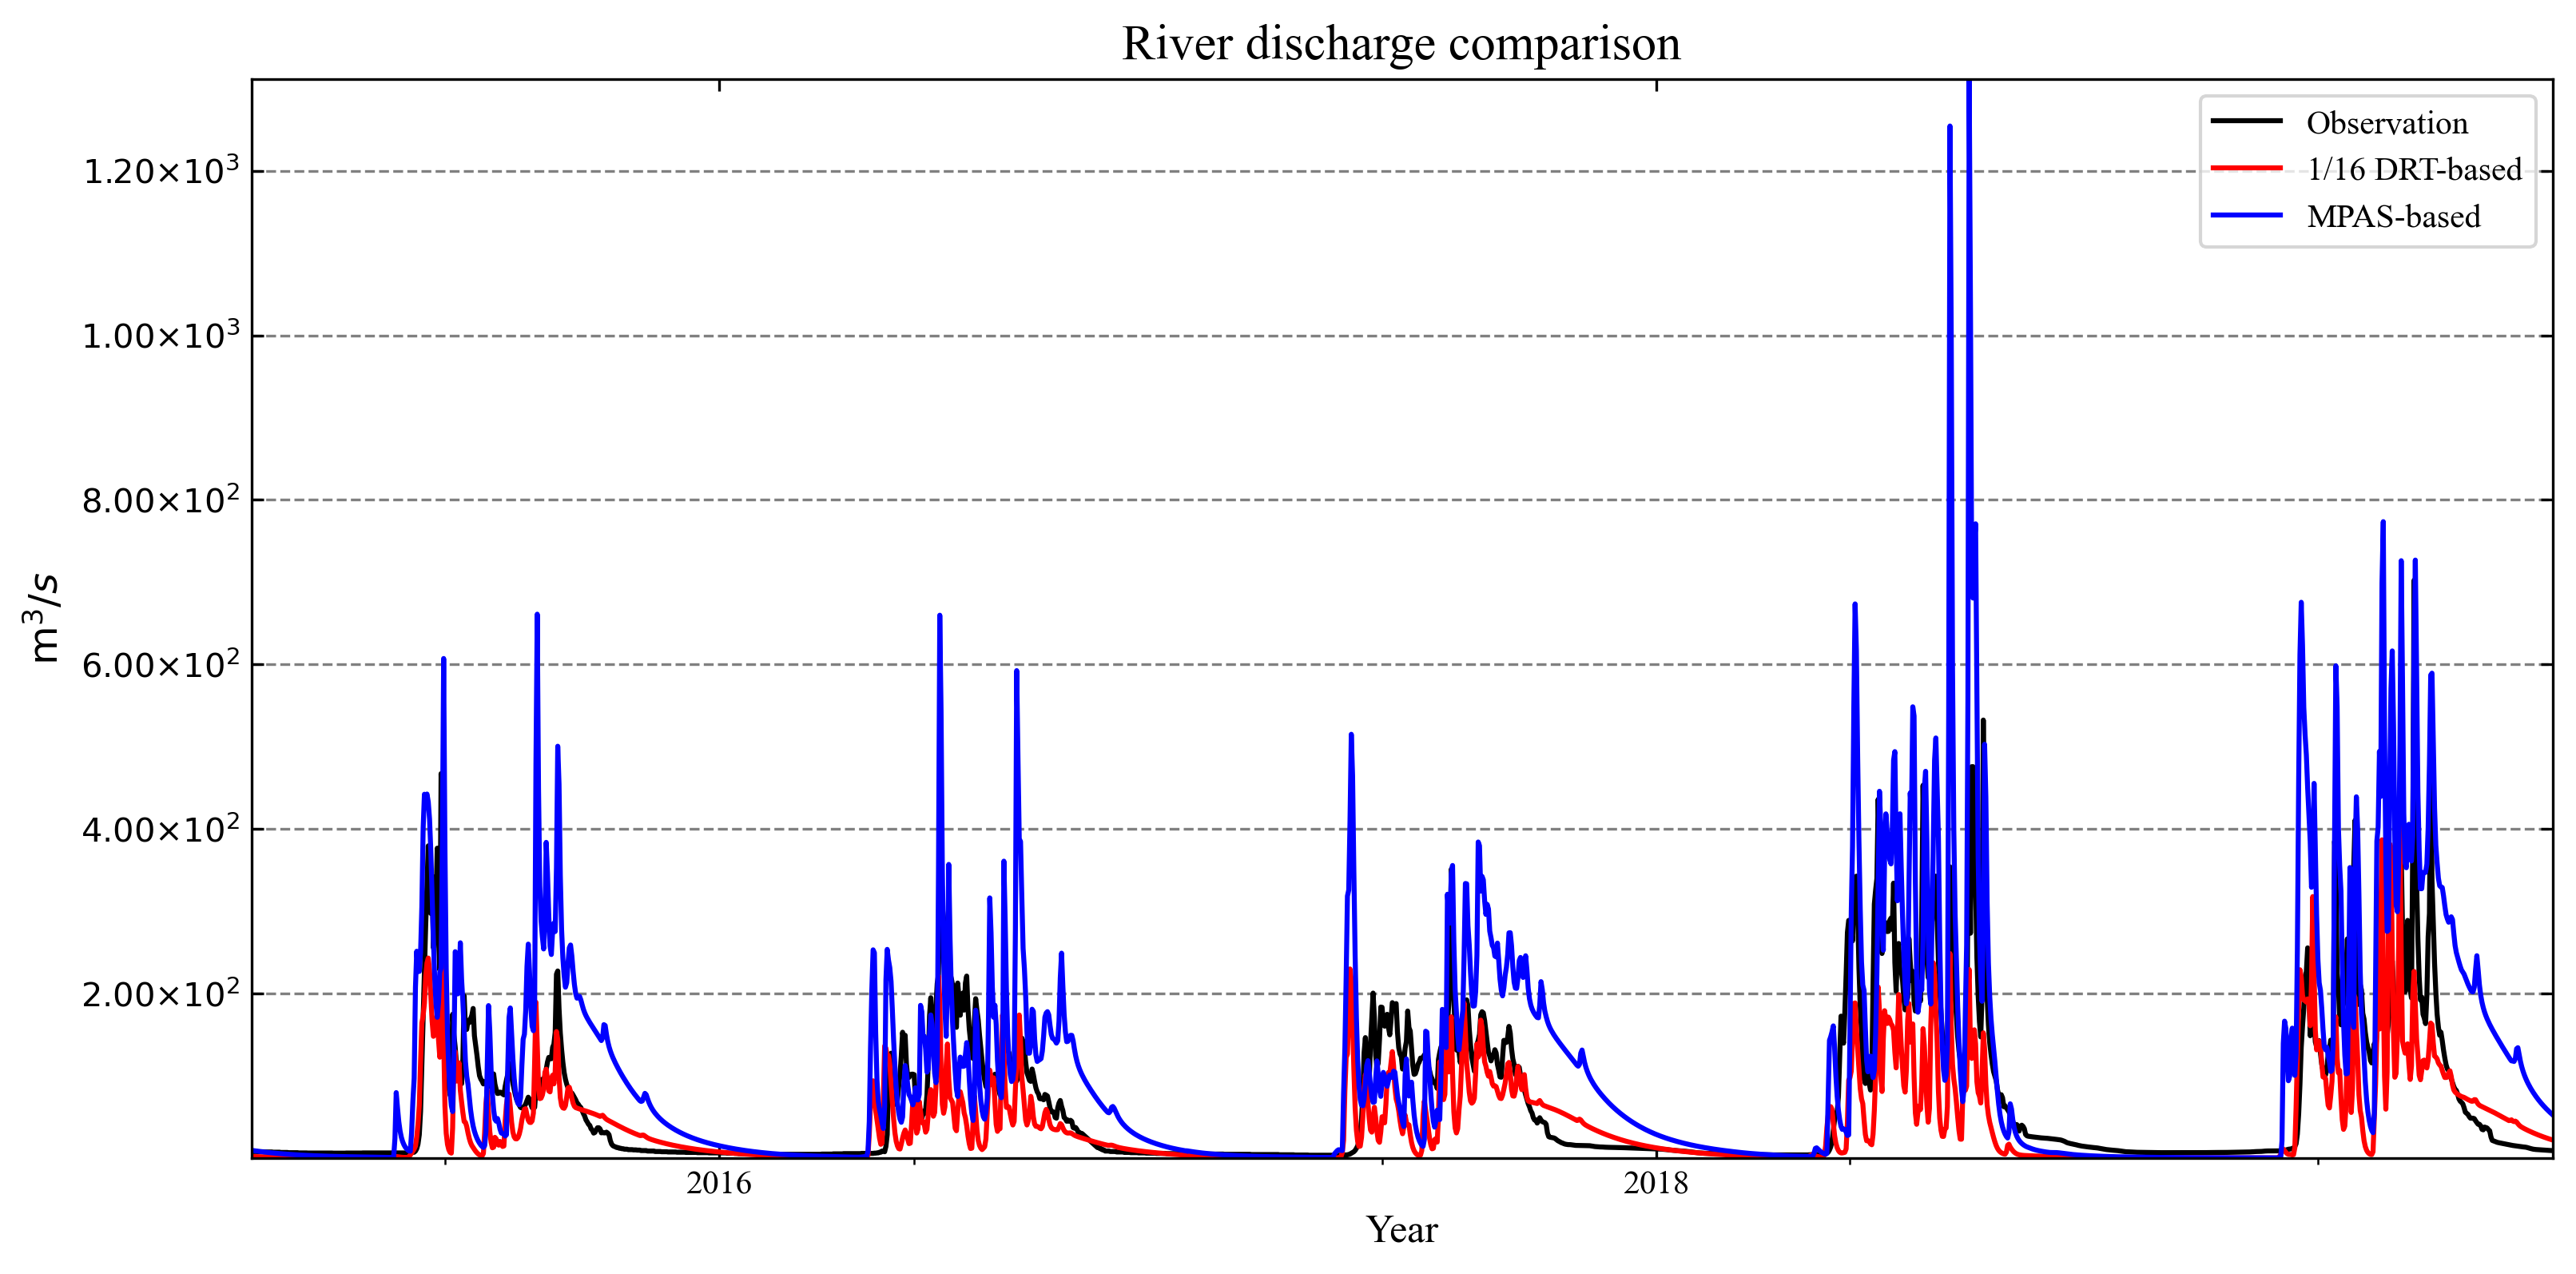 River discharge comparison
Observation
1/16 DRT-based
MPAS-based
1.20×10³
1.00×10³
8.00×10²
6.00×10²
4.00×10²
2.00×10²
m³/s
2016
2018
Year